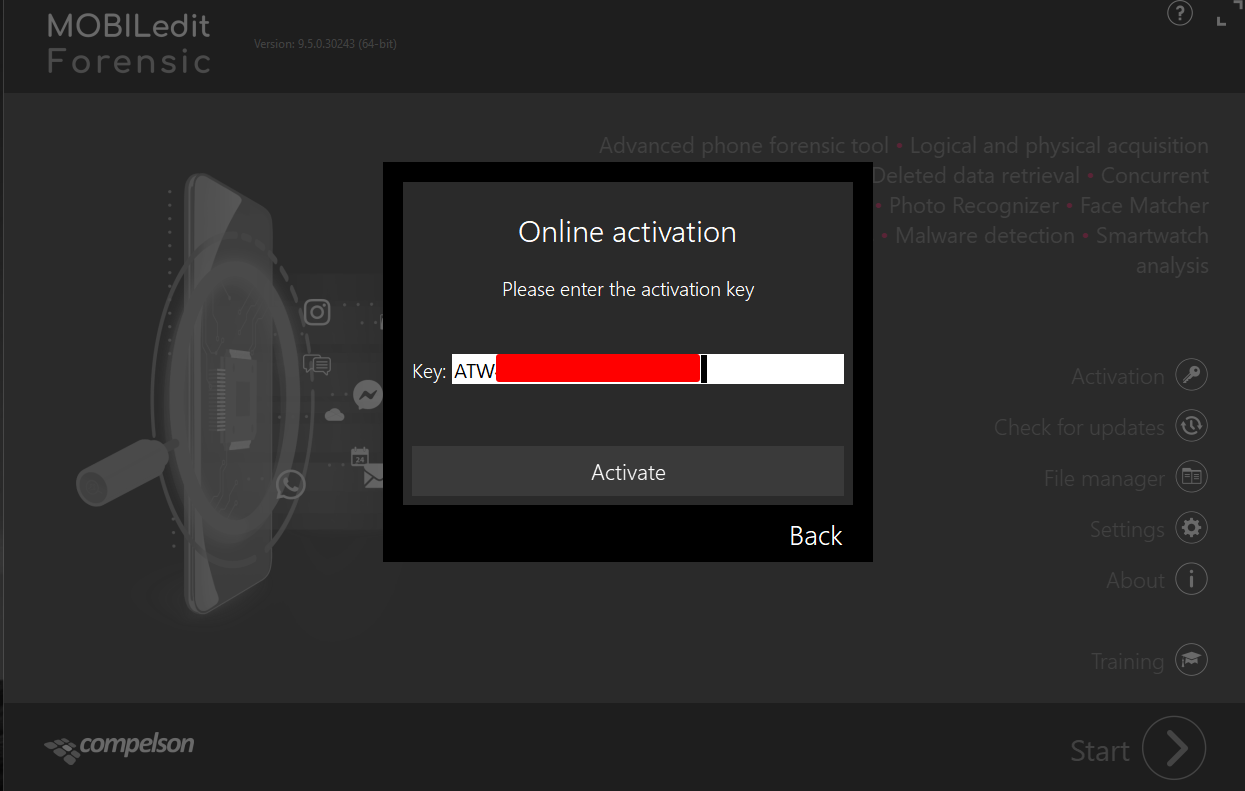 MOBILedit
Forensic
Version: 9.5.0.30243 (64-bit)
?
Advanced phone forensic tool • Logical and physical acquisition
Deleted data retrieval • Concurrent
• Photo Recognizer • Face Matcher
• Malware detection • Smartwatch
analysis
Online activation
Please enter the activation key
Key: ATW
Activate
Back
24
Activation
Check for updates
File manager
Settings
About
Training
compelson
Start